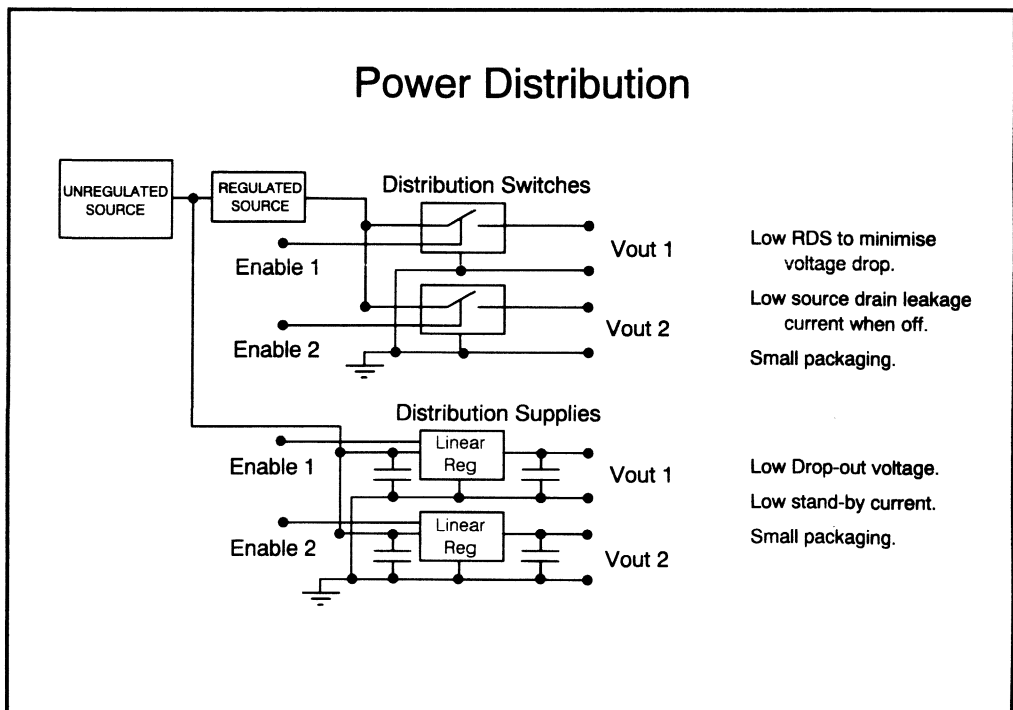 Power Distribution
UNREGULATED
SOURCE
REGULATED
SOURCE
Distribution Switches
Enable 1
Vout 1
Enable 2
Vout 2
Low RDS to minimise
voltage drop.
Low source drain leakage
current when off.
Small packaging.
Distribution Supplies
Enable 1
Linear
Reg
Vout 1
Enable 2
Linear
Reg
Vout 2
Low Drop-out voltage.
Low stand-by current.
Small packaging.